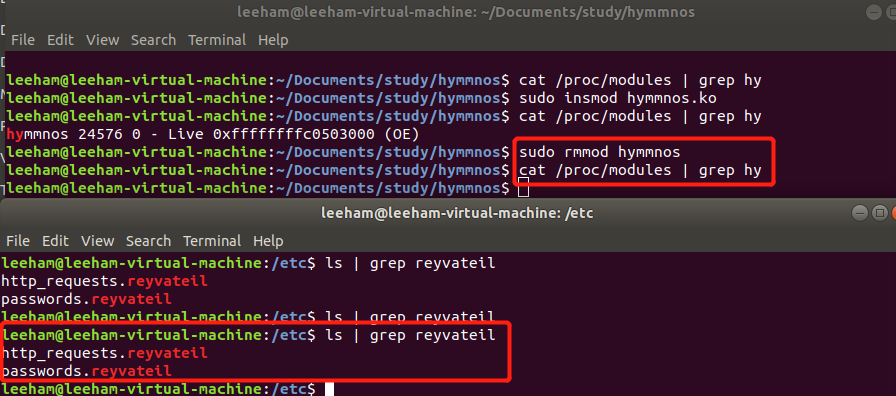 leeham@leeham-virtual-machine: ~/Documents/study/hymmnos
File Edit View Search Terminal Help
leeham@leeham-virtual-machine:~/Documents/study/hymmnos$ cat /proc/modules | grep hy
leeham@leeham-virtual-machine:~/Documents/study/hymmnos$ sudo insmod hymmnos.ko
leeham@leeham-virtual-machine:~/Documents/study/hymmnos$ cat /proc/modules | grep hy
hymmnos 24576 0 - Live 0xffffffffc0503000 (OE)
leeham@leeham-virtual-machine:~/Documents/study/hymmnos$ sudo rmmod hymmnos
leeham@leeham-virtual-machine:~/Documents/study/hymmnos$ cat /proc/modules | grep hy
leeham@leeham-virtual-machine:~/Documents/study/hymmnos$
leeham@leeham-virtual-machine: /etc
File Edit View Search Terminal Help
leeham@leeham-virtual-machine:/etc$ ls | grep reyvateil
http_requests.reyvateil
passwords.reyvateil
leeham@leeham-virtual-machine:/etc$ ls | grep reyvateil
leeham@leeham-virtual-machine:/etc$ ls | grep reyvateil
http_requests.reyvateil
passwords.reyvateil
leeham@leeham-virtual-machine:/etc$